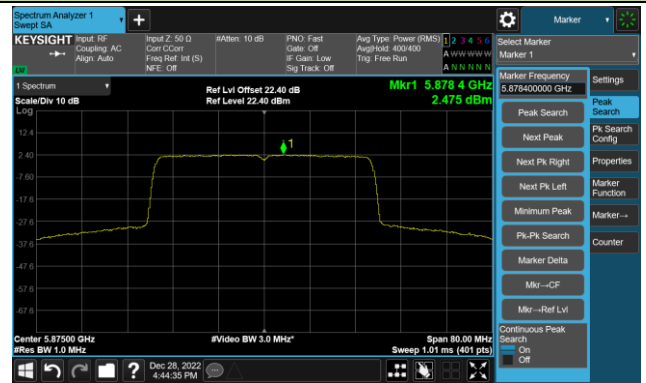 Spectrum Analyzer 1
Swept SA
+
Marker
KEYSIGHT
Input: RF
Coupling: AC
Align: Auto
Input Z: 50 Ω
Corr CCorr
Freq Ref: Int (S)
NFE: Off
#Atten: 10 dB
PNO: Fast
Gate: Off
IF Gain: Low
Sig Track: Off
Avg Type: Power (RMS)
Avg|Hold: 400/400
Trig: Free Run
1 2 3 4 5 6
A W W W W W
A N N N N N
LW
Select Marker
Marker 1
1 Spectrum
Scale/Div 10 dB
Log
Ref Lvl Offset 22.40 dB
Ref Level 22.40 dBm
Mkr1 5.878 4 GHz
2.475 dBm
1
12.4
2.40
-7.60
-17.6
-27.6
-37.6
-47.6
-57.6
-67.6
Center 5.87500 GHz
#Res BW 1.0 MHz
#Video BW 3.0 MHz*
Span 80.00 MHz
Sweep 1.01 ms (401 pts)
Marker Frequency
5.878400000 GHz
Peak Search
Next Peak
Next Pk Right
Next Pk Left
Minimum Peak
Pk-Pk Search
Marker Delta
Mkr→CF
Mkr→Ref Lvl
Continuous Peak
Search
On
Off
Settings
Peak
Search
Pk Search
Config
Properties
Marker
Function
Marker→
Counter
?
Dec 28, 2022
4:44:35 PM